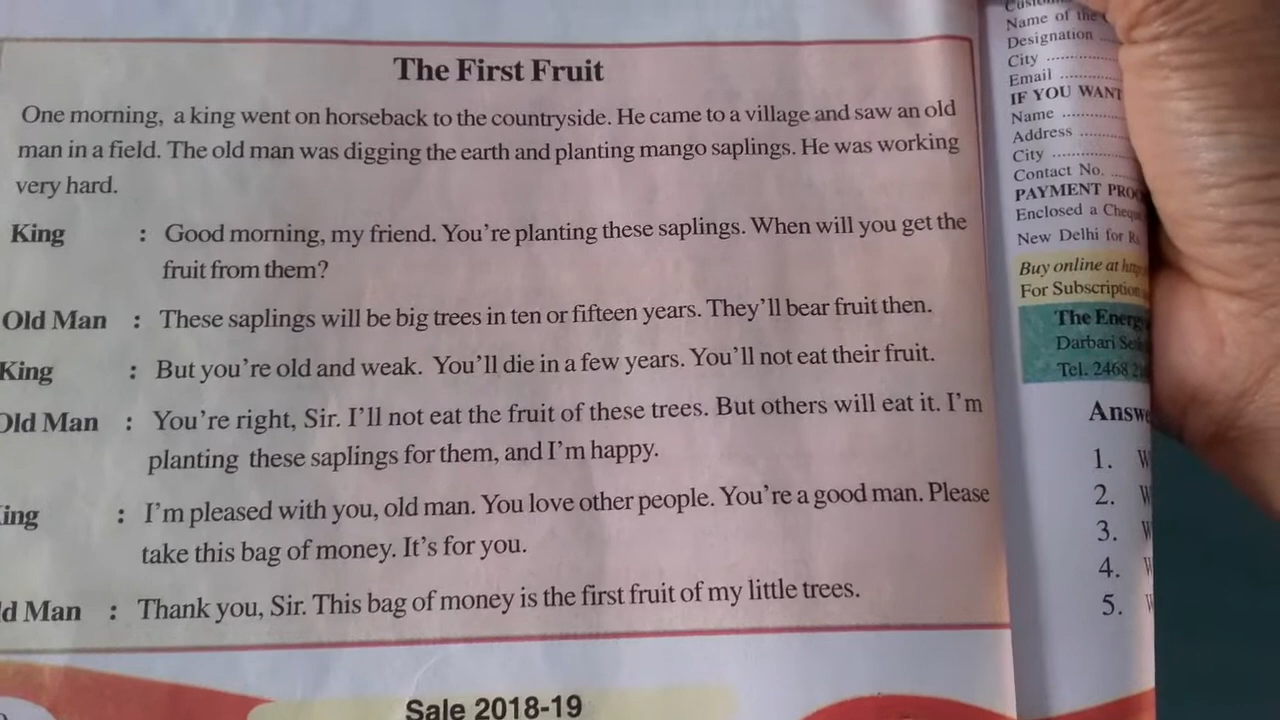 The First Fruit
One morning, a king went on horseback to the countryside. He came to a village and saw an old
man in a field. The old man was digging the earth and planting mango saplings. He was working
very hard.
King : Good morning, my friend. You're planting these saplings. When will you get the
fruit from them?
Old Man : These saplings will be big trees in ten or fifteen years. They'll bear fruit then.
King : But you're old and weak. You'll die in a few years. You'll not eat their fruit.
Old Man : You're right, Sir. I'll not eat the fruit of these trees. But others will eat it. I'm
planting these saplings for them, and I'm happy.
ing : I'm pleased with you, old man. You love other people. You're a good man. Please
take this bag of money. It's for you.
d Man : Thank you, Sir. This bag of money is the first fruit of my little trees.
Sale 2018-19
Name of the
Designation
City
Email
IF YOU WANT
Name
Address
City
Contact No.
PAYMENT
Enclosed a
New Delhi for
Buy online at
For Subscription
The
Darbari
Tel. 2468
1.
2.
3.
4.
5.